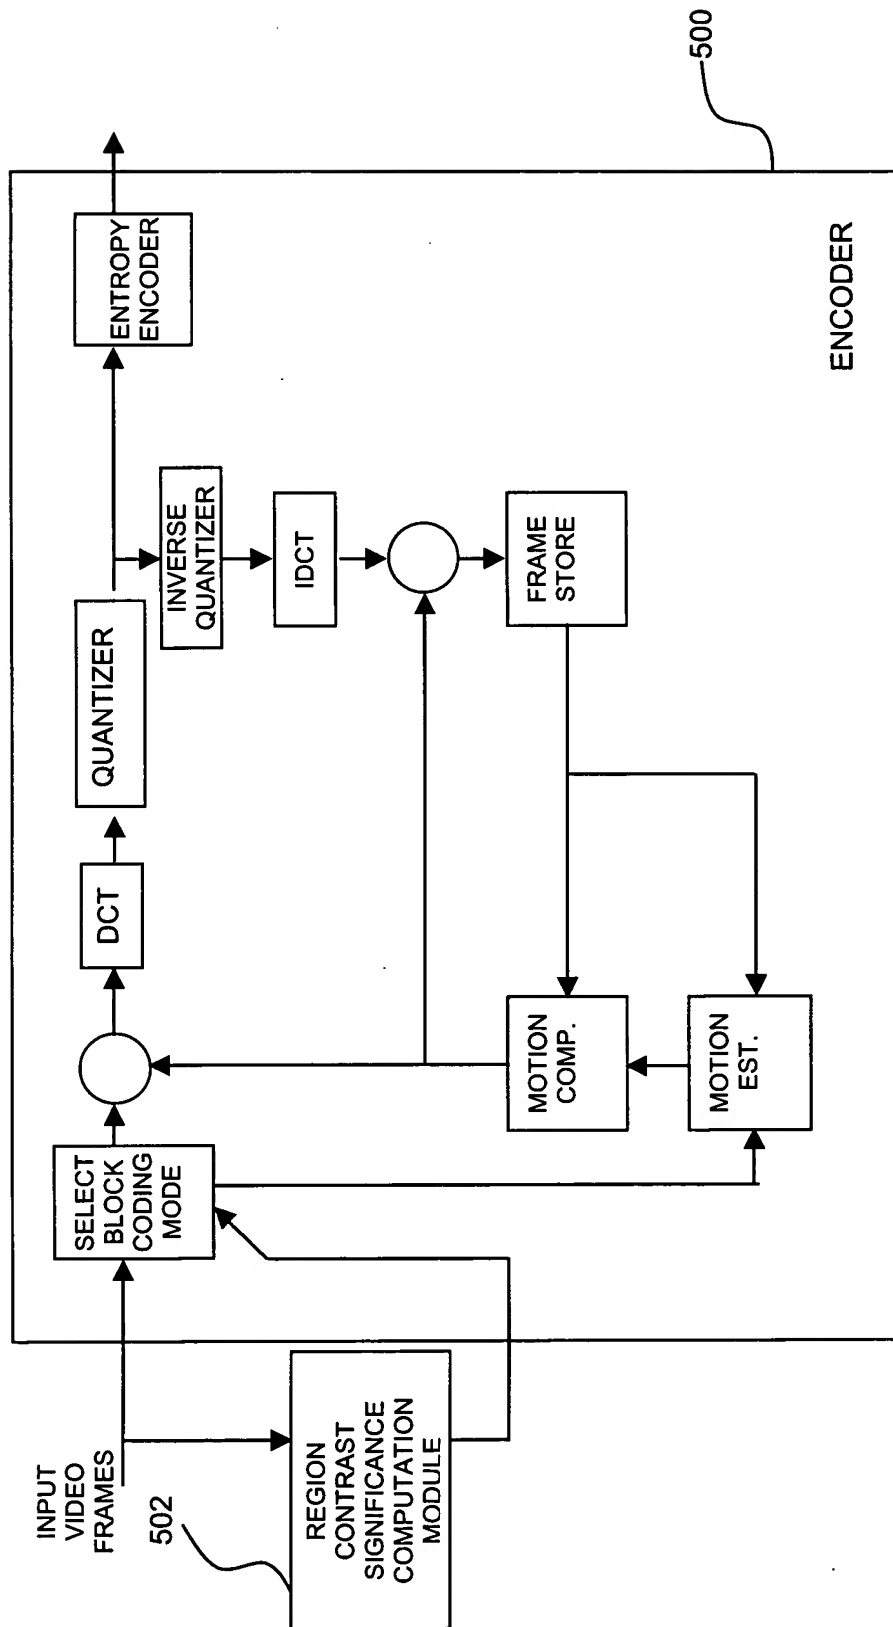 INPUT
VIDEO
FRAMES
502
REGION
CONTRAST
SIGNIFICANCE
COMPUTATION
MODULE
SELECT
BLOCK
CODING
MODE
DCT
QUANTIZER
ENTROPY
ENCODER
INVERSE
QUANTIZER
IDCT
FRAME
STORE
MOTION
COMP.
MOTION
EST.
ENCODER
500